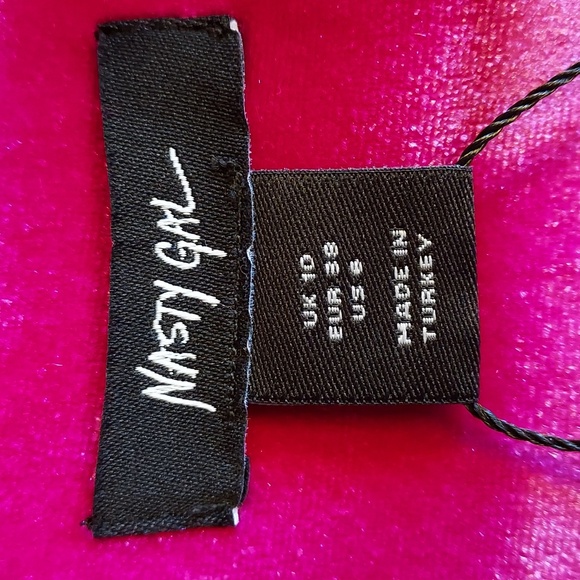 NASTY GAL
UK 10
EUR 38
US 6
MADE IN
TURKEY